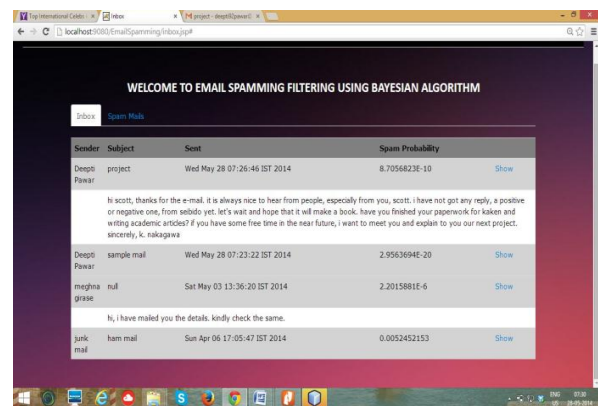 Top International Celebs
Inbox
project - deepti92pawar@
localhost:9080/EmailSpamming/inbox.jsp#
WELCOME TO EMAIL SPAMMING FILTERING USING BAYESIAN ALGORITHM
Inbox Spam Mails
Sender Subject Sent Spam Probability
Deepti Pawar project Wed May 28 07:26:46 IST 2014 8.7056823E-10 Show
hi scott, thanks for the e-mail. it is always nice to hear from people, especially from you, scott. i have not got any reply, a positive
or negative one, from seibido yet. let's wait and hope that it will make a book. have you finished your paperwork for kaken and
writing academic articles? if you have some free time in the near future, i want to meet you and explain to you our next project.
sincerely, k. nakagawa
Deepti Pawar sample mail Wed May 28 07:23:22 IST 2014 2.9563694E-20 Show
meghna girase null Sat May 03 13:36:20 IST 2014 2.2015881E-6 Show
hi, i have mailed you the details. kindly check the same.
junk mail ham mail Sun Apr 06 17:05:47 IST 2014 0.0052452153 Show
ENG 07:30
US 28-05-2014